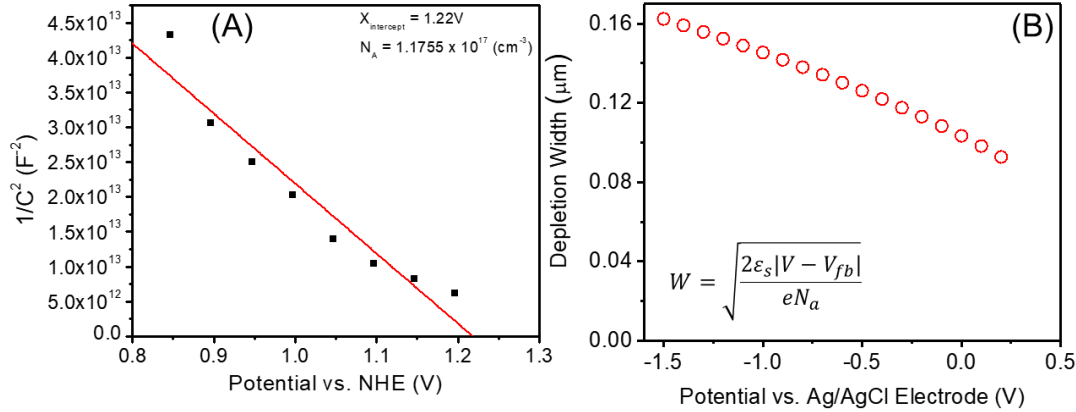 (A)
X_intercept = 1.22V
N_A = 1.1755 x 10^17 (cm^-3)
4.5x10^13
4.0x10^13
3.5x10^13
3.0x10^13
2.5x10^13
2.0x10^13
1.5x10^13
1.0x10^13
5.0x10^12
0.0
1/C^2 (F^-2)
0.8 0.9 1.0 1.1 1.2 1.3
Potential vs. NHE (V)
(B)
0.16
0.12
0.08
0.04
0.00
Depletion Width (μm)
W = √(2ε_s|V − V_fb| / eN_a)
-1.5 -1.0 -0.5 0.0 0.5
Potential vs. Ag/AgCl Electrode (V)